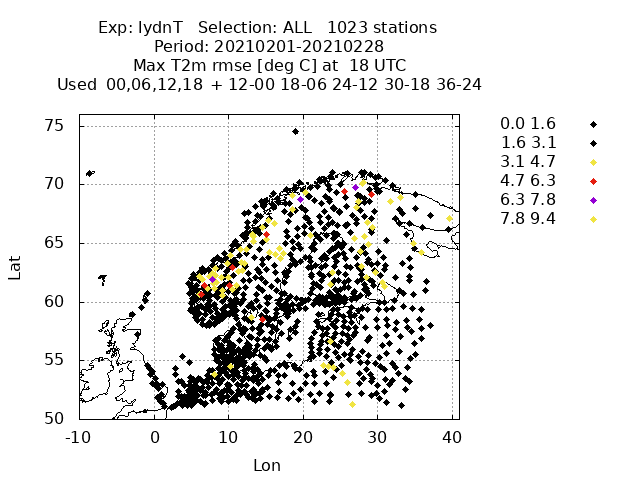 Exp: lydnT   Selection: ALL   1023 stations
Period: 20210201-20210228
Max T2m rmse [deg C] at  18 UTC
Used  00,06,12,18  + 12-00 18-06 24-12 30-18 36-24
0.0 1.6
1.6 3.1
3.1 4.7
4.7 6.3
6.3 7.8
7.8 9.4
75
70
65
60
55
50
Lat
-10 0 10 20 30 40
Lon